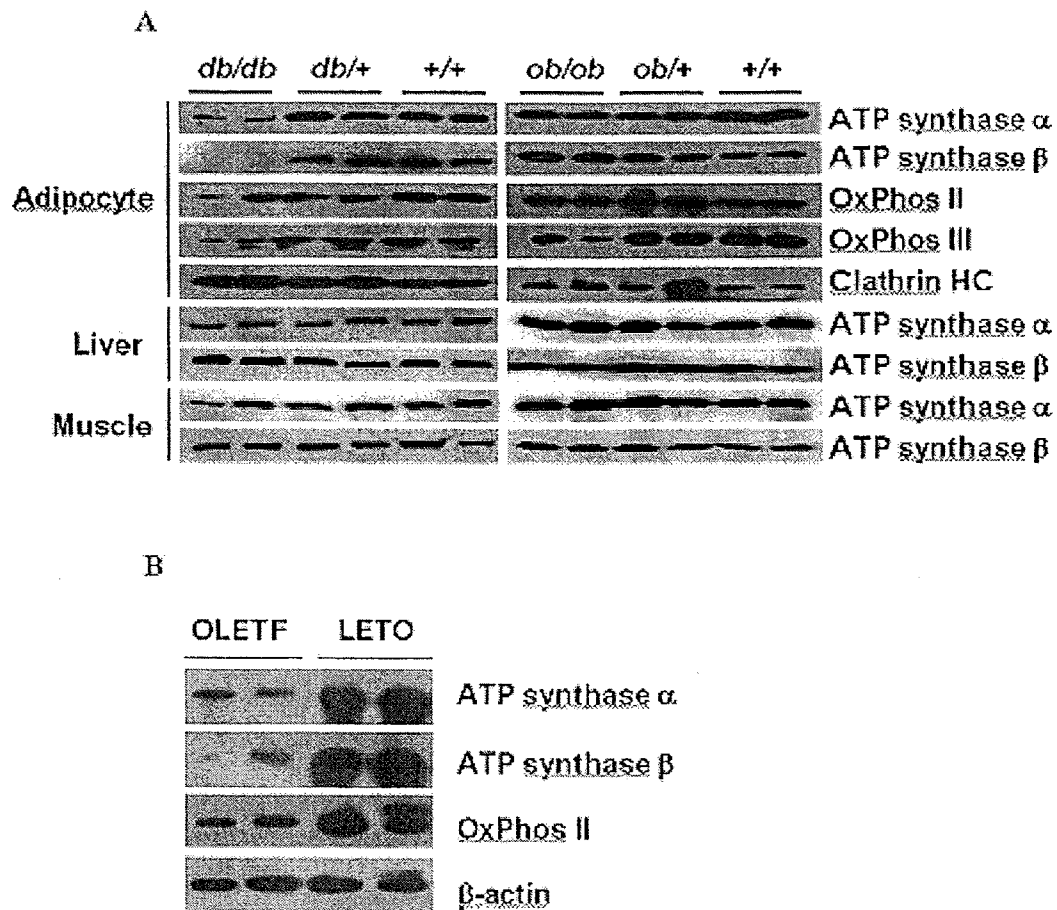 A
db/db db/+ +/+ ob/ob ob/+ +/+
Adipocyte
ATP synthase α
ATP synthase β
OxPhos II
OxPhos III
Clathrin HC
Liver
ATP synthase α
ATP synthase β
Muscle
ATP synthase α
ATP synthase β
B
OLETF LETO
ATP synthase α
ATP synthase β
OxPhos II
β-actin